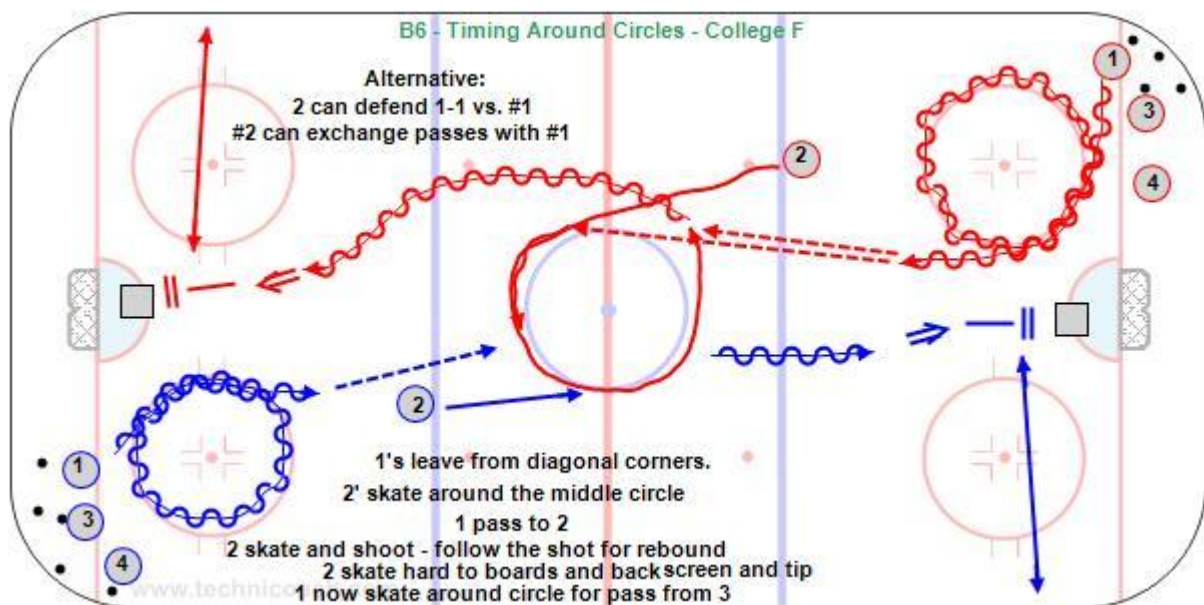 B6 - Timing Around Circles - College F
Alternative:
2 can defend 1-1 vs. #1
#2 can exchange passes with #1
1
3
4
2
2
1
3
4
1's leave from diagonal corners.
2' skate around the middle circle
1 pass to 2
2 skate and shoot - follow the shot for rebound
2 skate hard to boards and back screen and tip
1 now skate around circle for pass from 3